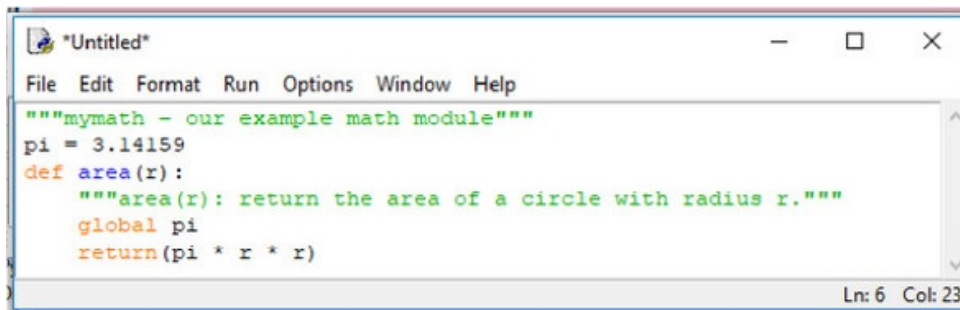 *Untitled*
File Edit Format Run Options Window Help
"""mymath - our example math module"""
pi = 3.14159
def area(r):
    """area(r): return the area of a circle with radius r."""
    global pi
    return(pi * r * r)
Ln: 6 Col: 23